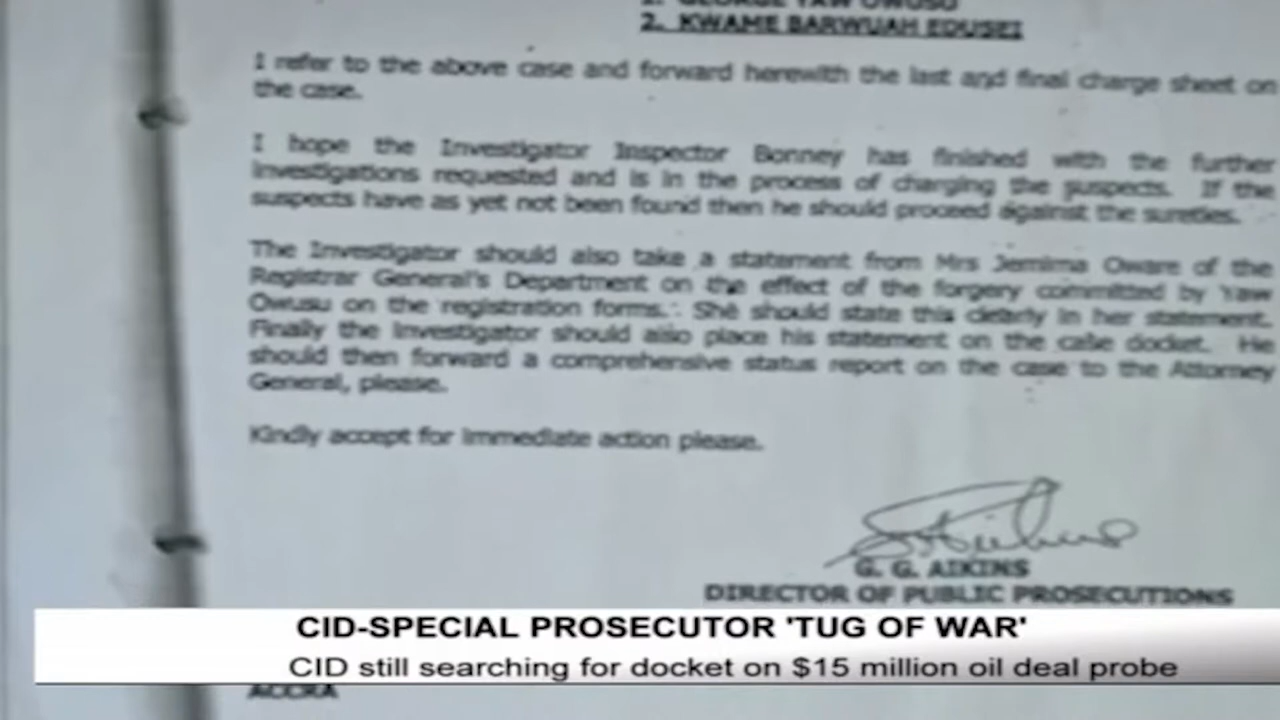 1. GEORGE YAW OWUSU
2. KWAME BARWUAH EDUSEI
I refer to the above case and forward herewith the last and final charge sheet on
the case.
I hope the Investigator Inspector Bonney has finished with the further
investigations requested and is in the process of charging the suspects. If the
suspects have as yet not been found then he should proceed against the sureties.
The Investigator should also take a statement from Mrs Jemima Oware of the
Registrar General's Department on the effect of the forgery committed by Yaw
Owusu on the registration forms. She should state this clearly in her statement.
Finally the Investigator should also place his statement on the case docket. He
should then forward a comprehensive status report on the case to the Attorney
General, please.
Kindly accept for immediate action please.
G. G. AIKINS
DIRECTOR OF PUBLIC PROSECUTIONS
CID-SPECIAL PROSECUTOR 'TUG OF WAR'
CID still searching for docket on $15 million oil deal probe
ACCRA